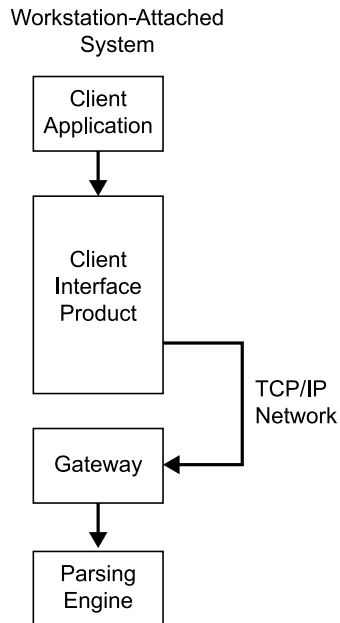 Workstation-Attached
System
Client
Application
Client
Interface
Product
TCP/IP
Network
Gateway
Parsing
Engine